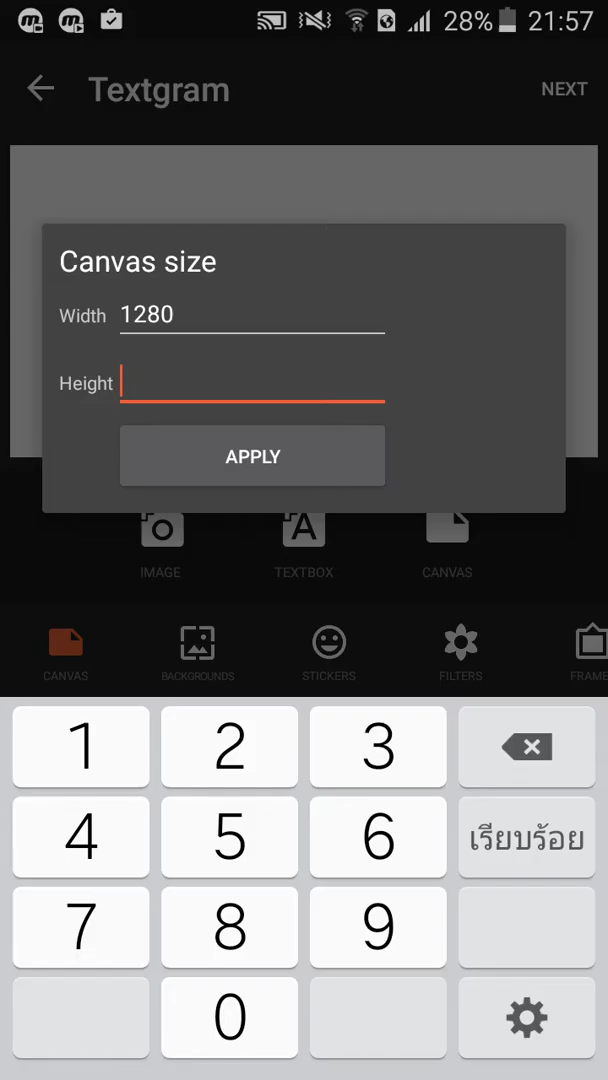 28% 21:57
Textgram NEXT
Canvas size
Width 1280
Height
APPLY
IMAGE TEXTBOX CANVAS
CANVAS BACKGROUNDS STICKERS FILTERS FRAME
1 2 3
4 5 6 เรียบร้อย
7 8 9
0